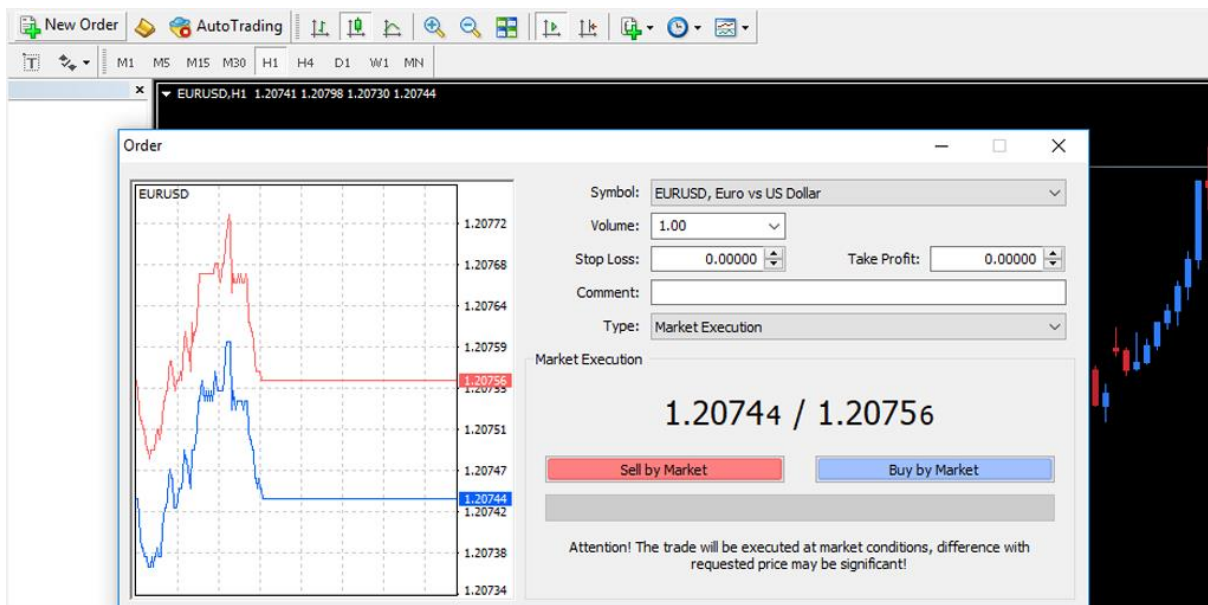 New Order AutoTrading
T M1 M5 M15 M30 H1 H4 D1 W1 MN
EURUSD,H1 1.20741 1.20798 1.20730 1.20744
Order
EURUSD
1.20772
1.20768
1.20764
1.20759
1.20756
1.20755
1.20751
1.20747
1.20744
1.20742
1.20738
1.20734
Symbol: EURUSD, Euro vs US Dollar
Volume: 1.00
Stop Loss: 0.00000 Take Profit: 0.00000
Comment:
Type: Market Execution
Market Execution
1.20744 / 1.20756
Sell by Market Buy by Market
Attention! The trade will be executed at market conditions, difference with
requested price may be significant!